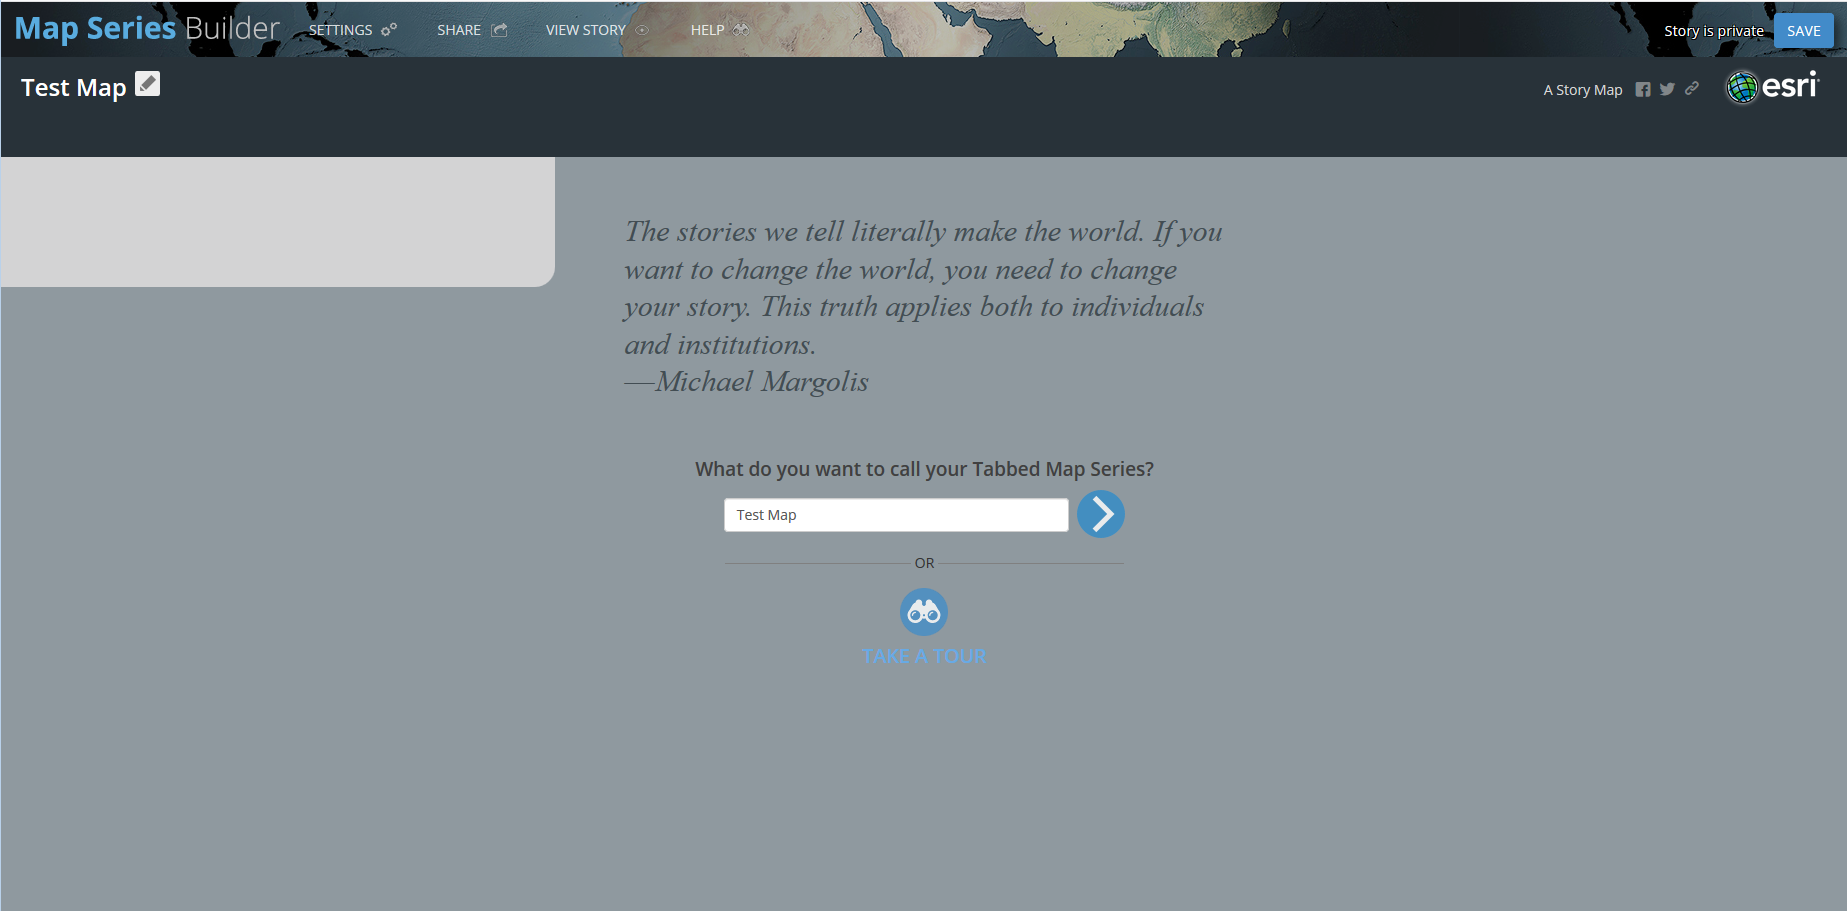 Map Series Builder SETTINGS SHARE VIEW STORY HELP Story is private SAVE
Test Map A Story Map esri
The stories we tell literally make the world. If you
want to change the world, you need to change
your story. This truth applies both to individuals
and institutions.
—Michael Margolis
What do you want to call your Tabbed Map Series?
Test Map
OR
TAKE A TOUR